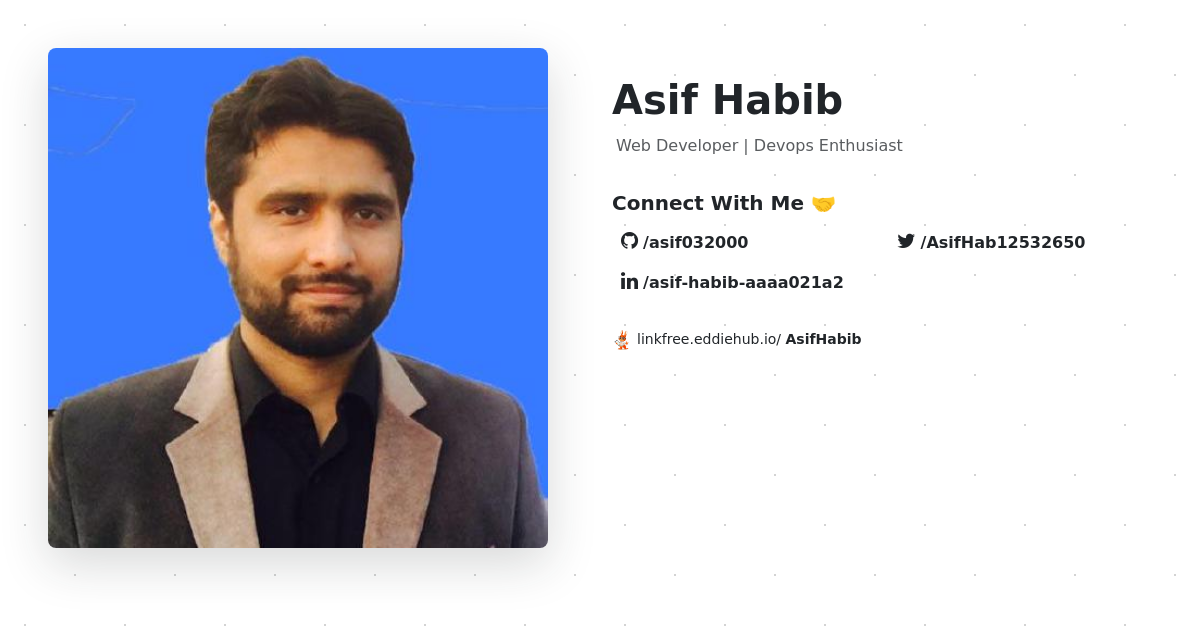 Asif Habib
Web Developer | Devops Enthusiast
Connect With Me 🤝
/asif032000
/AsifHab12532650
/asif-habib-aaaa021a2
linkfree.eddiehub.io/ AsifHabib